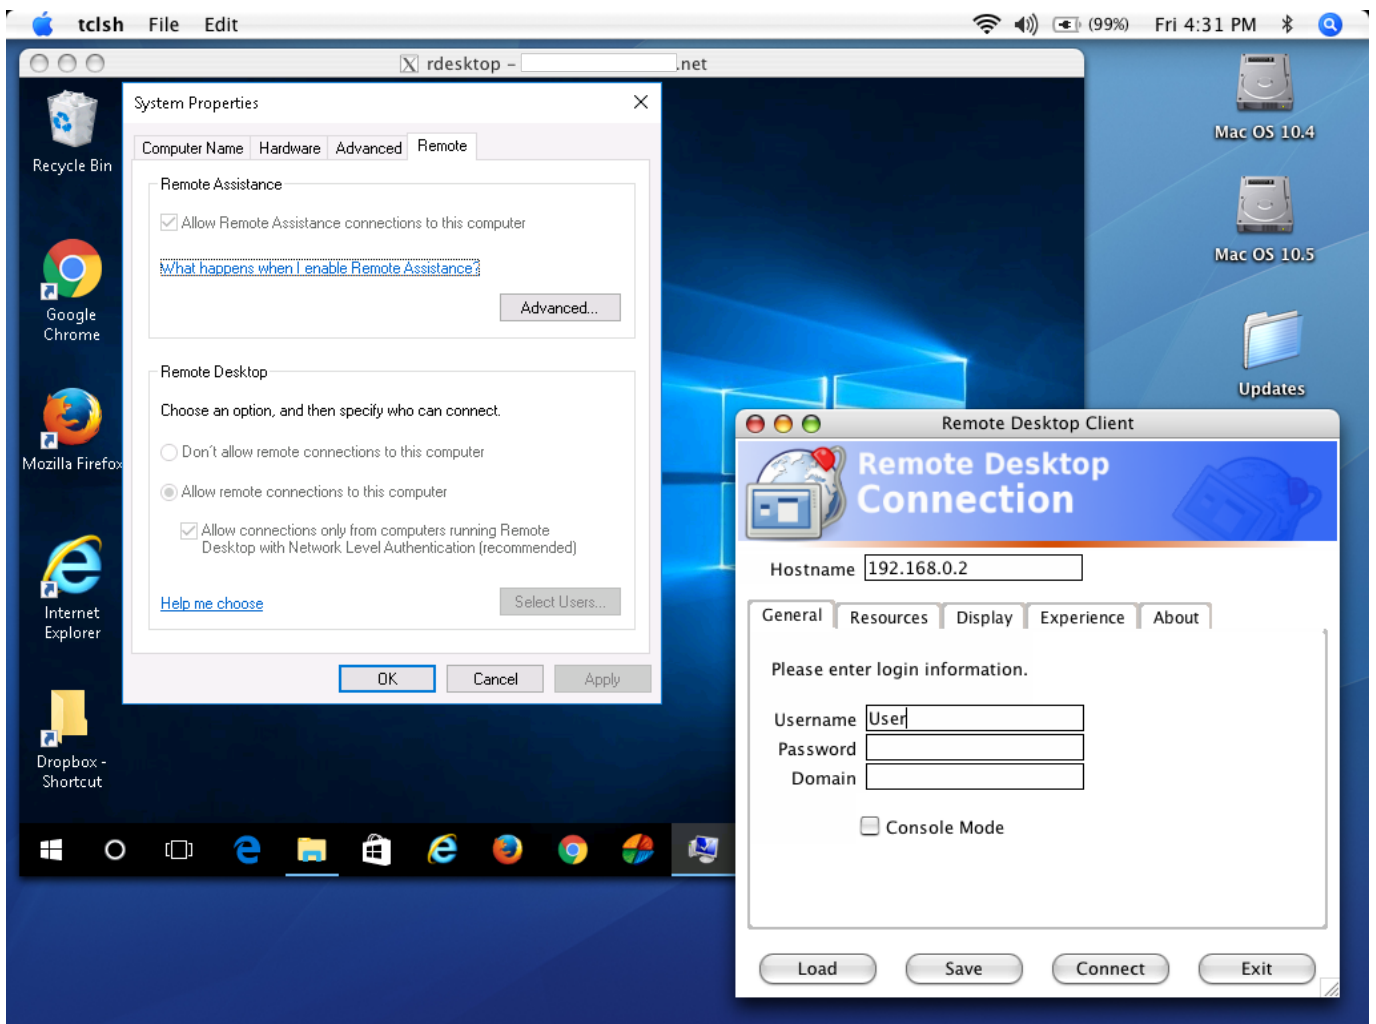 tclsh File Edit (99%) Fri 4:31 PM
rdesktop – .net
Recycle Bin
Google
Chrome
Mozilla Firefox
Internet
Explorer
Dropbox -
Shortcut
System Properties
Computer Name Hardware Advanced Remote
Remote Assistance
Allow Remote Assistance connections to this computer
What happens when I enable Remote Assistance?
Advanced...
Remote Desktop
Choose an option, and then specify who can connect.
Don't allow remote connections to this computer
Allow remote connections to this computer
Allow connections only from computers running Remote
Desktop with Network Level Authentication (recommended)
Help me choose
Select Users...
OK Cancel Apply
Mac OS 10.4
Mac OS 10.5
Updates
Remote Desktop Client
Remote Desktop
Connection
Hostname 192.168.0.2
General Resources Display Experience About
Please enter login information.
Username User
Password
Domain
Console Mode
Load Save Connect Exit